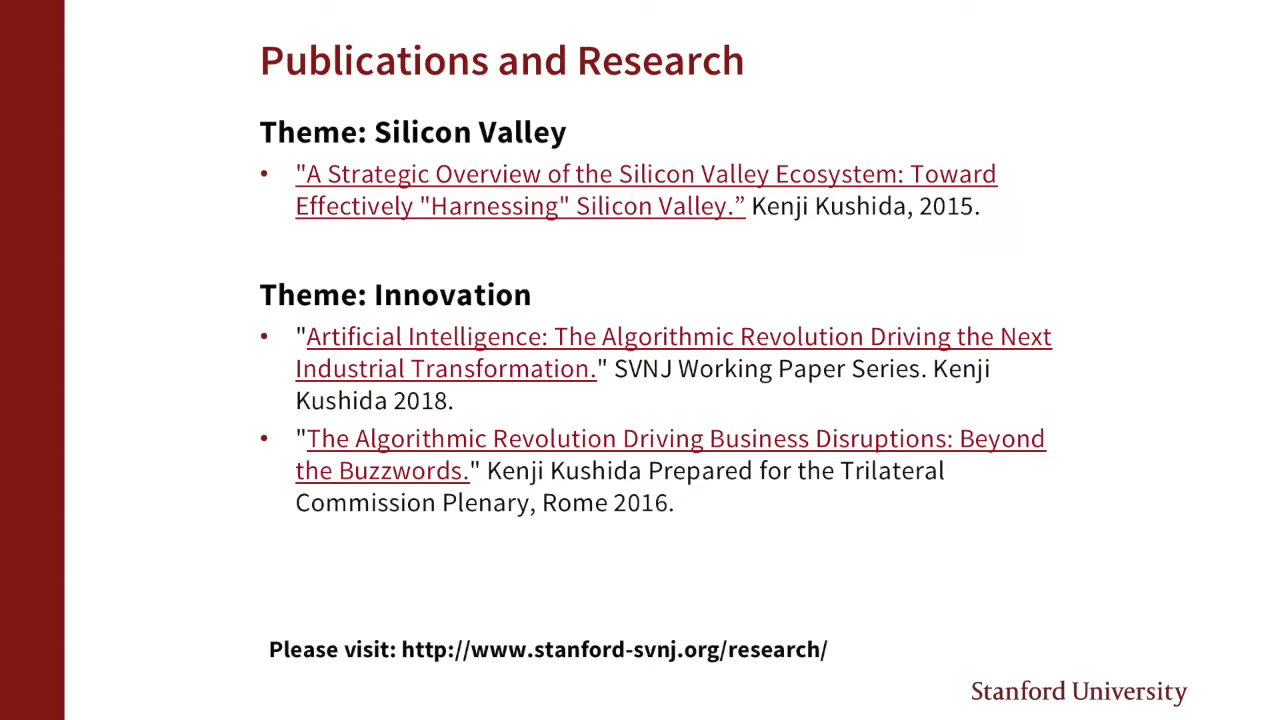 Publications and Research
Theme: Silicon Valley
• "A Strategic Overview of the Silicon Valley Ecosystem: Toward
Effectively "Harnessing" Silicon Valley.” Kenji Kushida, 2015.
Theme: Innovation
• "Artificial Intelligence: The Algorithmic Revolution Driving the Next
Industrial Transformation." SVNJ Working Paper Series. Kenji
Kushida 2018.
• "The Algorithmic Revolution Driving Business Disruptions: Beyond
the Buzzwords." Kenji Kushida Prepared for the Trilateral
Commission Plenary, Rome 2016.
Please visit: http://www.stanford-svnj.org/research/
Stanford University